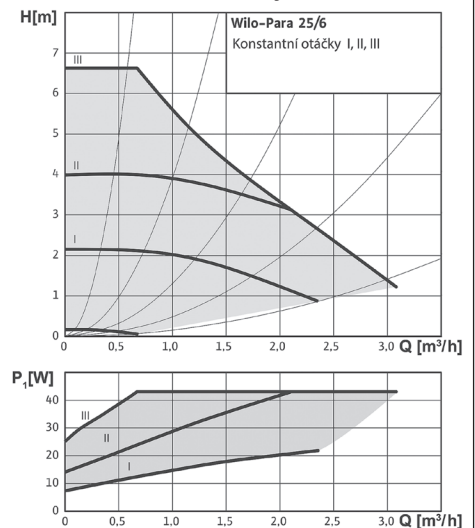 H[m]
Wilo-Para 25/6
Konstantní otáčky I, II, III
7
6
5
4
3
2
1
0
III
II
I
0
0,5
1,0
1,5
2,0
2,5
3,0
Q [m³/h]
P₁[W]
40
30
20
10
0
III
II
I
0
0,5
1,0
1,5
2,0
2,5
3,0
Q [m³/h]